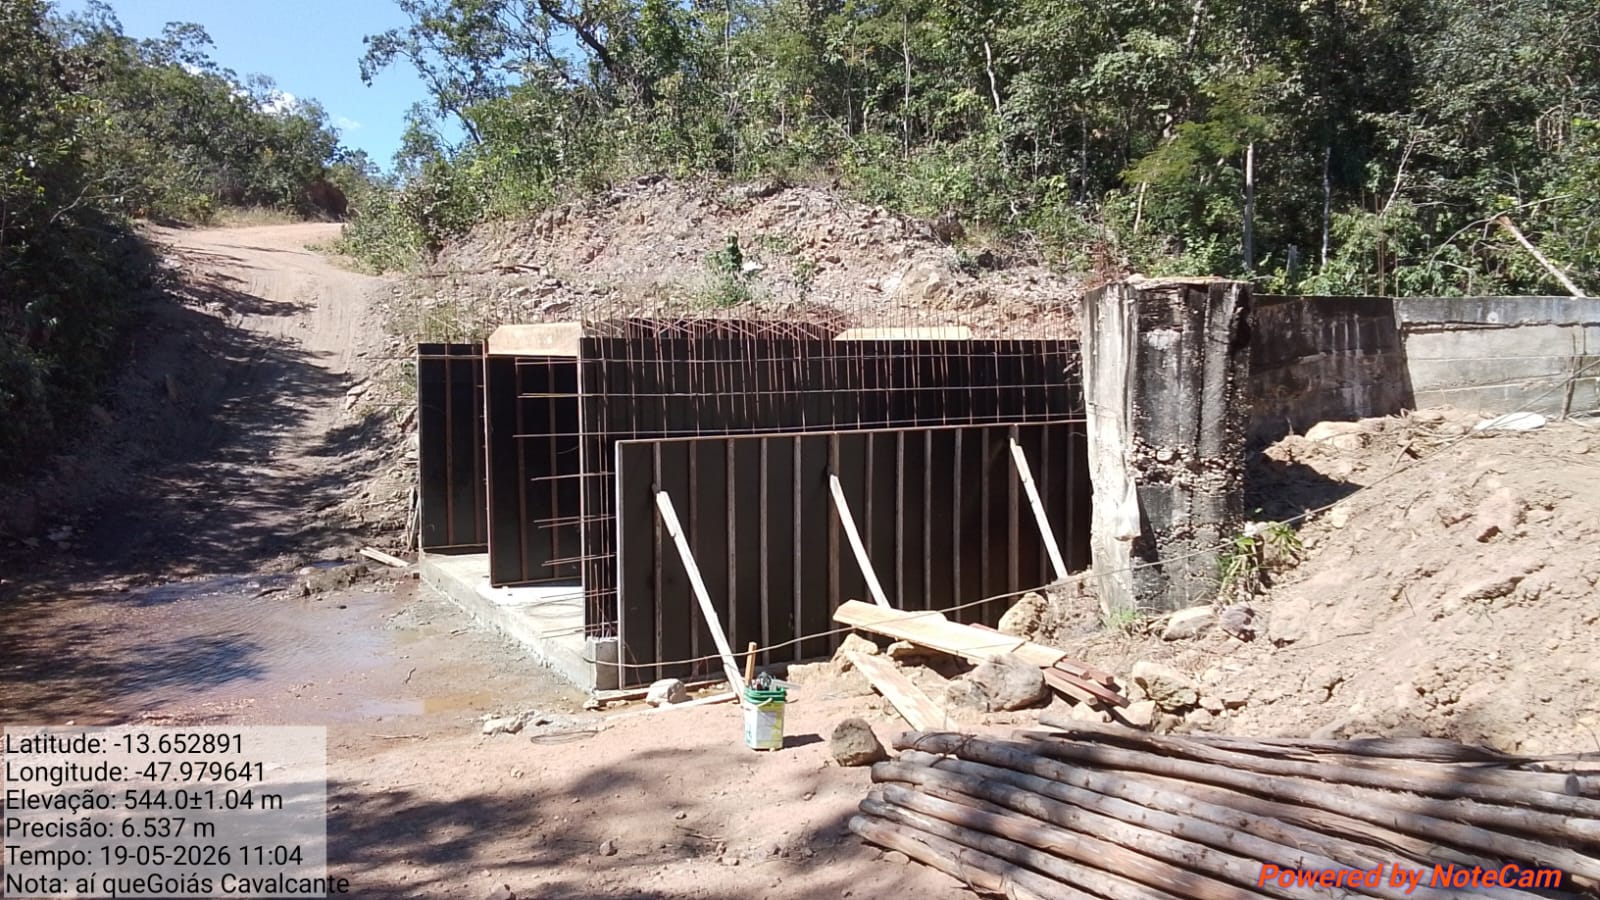 Latitude: -13.652891
Longitude: -47.979641
Elevação: 544.0±1.04 m
Precisão: 6.537 m
Tempo: 19-05-2026 11:04
Nota: aí queGoiás Cavalcante
Powered by NoteCam